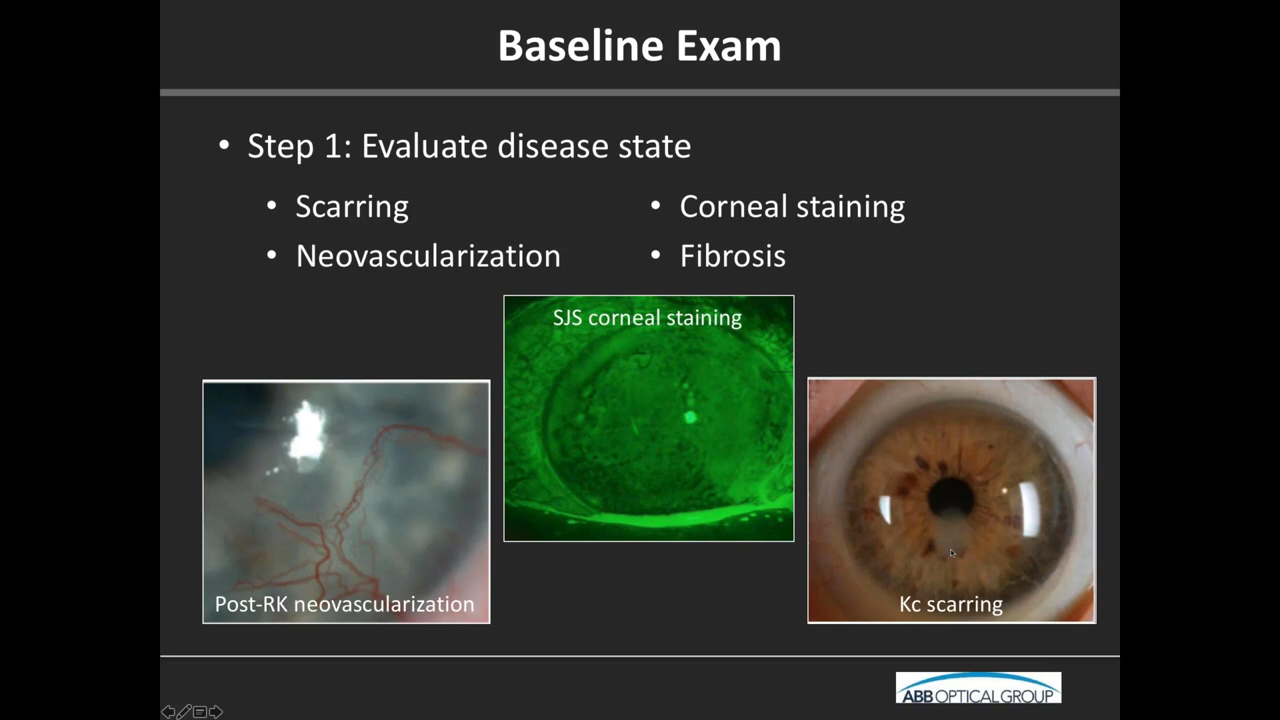 Baseline Exam
• Step 1: Evaluate disease state
• Scarring
• Neovascularization
• Corneal staining
• Fibrosis
SJS corneal staining
Post-RK neovascularization
Kc scarring
ABB OPTICAL GROUP